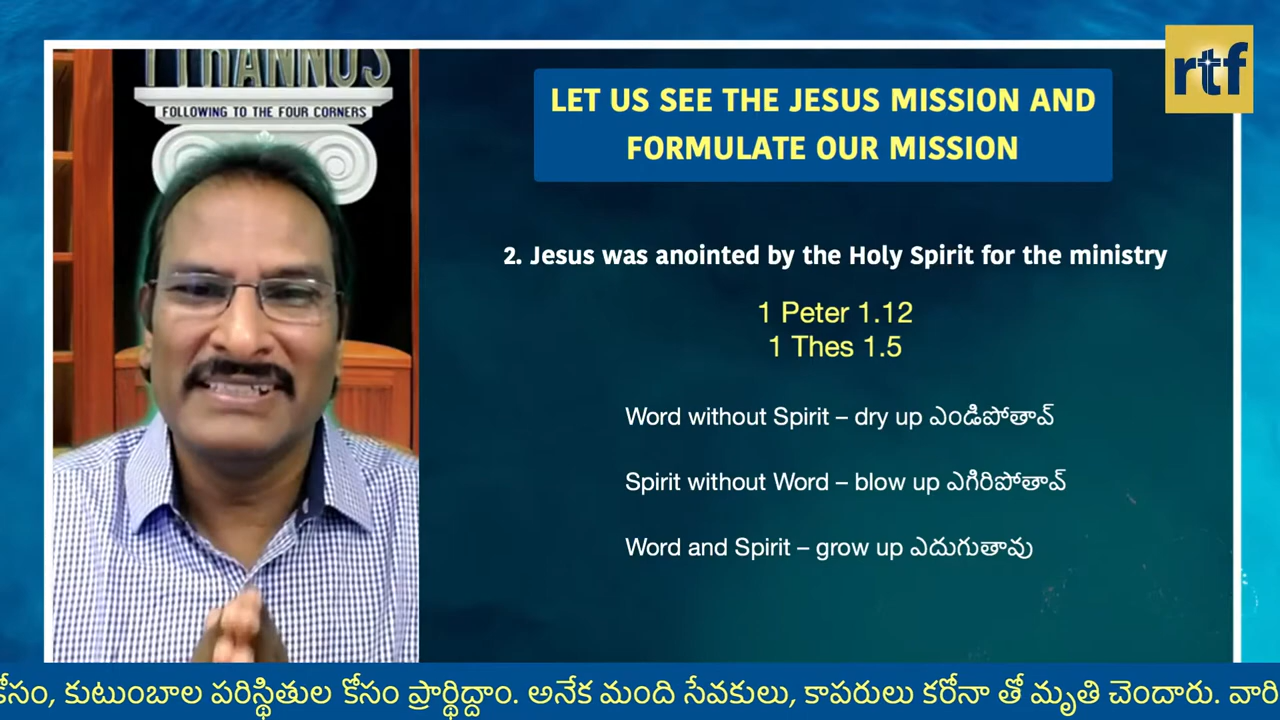 TYRANNUS
FOLLOWING TO THE FOUR CORNERS
rtf
LET US SEE THE JESUS MISSION AND
FORMULATE OUR MISSION
2. Jesus was anointed by the Holy Spirit for the ministry
1 Peter 1.12
1 Thes 1.5
Word without Spirit – dry up ఎండిపోతావ్
Spirit without Word – blow up ఎగిరిపోతావ్
Word and Spirit – grow up ఎదుగుతావు
కోసం, కుటుంబాల పరిస్థితుల కోసం ప్రార్థిద్దాం. అనేక మంది సేవకులు, కాపరులు కరోనా తో మృతి చెందారు. వారి